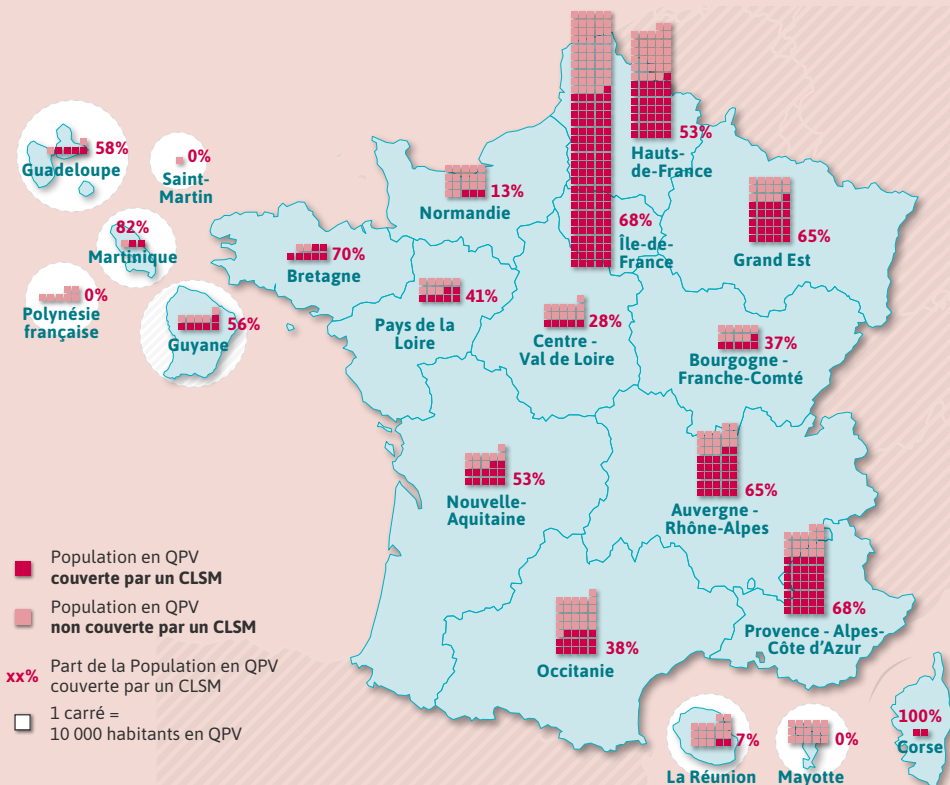 53%
Hauts-
de-France
58%
Guadeloupe
0%
Saint-
Martin
13%
Normandie
65%
Grand Est
82%
Martinique
68%
Île-de-
France
70%
Bretagne
0%
Polynésie
française
56%
Guyane
41%
Pays de la
Loire
28%
Centre -
Val de Loire
37%
Bourgogne -
Franche-Comté
53%
Nouvelle-
Aquitaine
65%
Auvergne -
Rhône-Alpes
68%
Provence - Alpes-
Côte d'Azur
38%
Occitanie
Population en QPV
couverte par un CLSM
Population en QPV
non couverte par un CLSM
xx% Part de la Population en QPV
couverte par un CLSM
1 carré =
10 000 habitants en QPV
7%
La Réunion
0%
Mayotte
100%
Corse